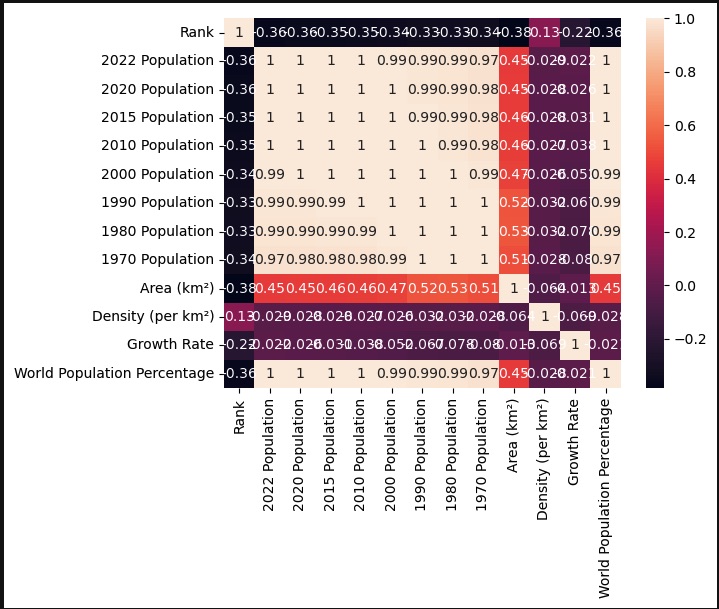 Rank 1 -0.36 -0.36 -0.35 -0.35 -0.34 -0.33 -0.33 -0.34 -0.38 0.13 -0.22 -0.36
2022 Population -0.36 1 1 1 1 0.99 0.99 0.99 0.97 0.45 -0.029 -0.022 1
2020 Population -0.36 1 1 1 1 1 0.99 0.99 0.98 0.45 -0.028 -0.026 1
2015 Population -0.35 1 1 1 1 1 0.99 0.99 0.98 0.46 -0.028 -0.031 1
2010 Population -0.35 1 1 1 1 1 1 0.99 0.98 0.46 -0.027 -0.038 1
2000 Population -0.34 0.99 1 1 1 1 1 1 0.99 0.47 -0.026 -0.052 0.99
1990 Population -0.33 0.99 0.99 0.99 1 1 1 1 1 0.52 -0.032 -0.067 0.99
1980 Population -0.33 0.99 0.99 0.99 0.99 1 1 1 1 0.53 -0.032 -0.078 0.99
1970 Population -0.34 0.97 0.98 0.98 0.98 0.99 1 1 1 0.51 -0.028 -0.08 0.97
Area (km²) -0.38 0.45 0.45 0.46 0.46 0.47 0.52 0.53 0.51 1 -0.064 -0.013 0.45
Density (per km²) 0.13 -0.029 -0.028 -0.028 -0.027 -0.026 -0.032 -0.032 -0.028 -0.064 1 -0.069 -0.028
Growth Rate -0.22 -0.022 -0.026 -0.031 -0.038 -0.052 -0.067 -0.078 -0.08 -0.013 -0.069 1 -0.021
World Population Percentage -0.36 1 1 1 1 0.99 0.99 0.99 0.97 0.45 -0.028 -0.021 1
Rank
2022 Population
2020 Population
2015 Population
2010 Population
2000 Population
1990 Population
1980 Population
1970 Population
Area (km²)
Density (per km²)
Growth Rate
World Population Percentage
1.0
0.8
0.6
0.4
0.2
0.0
−0.2